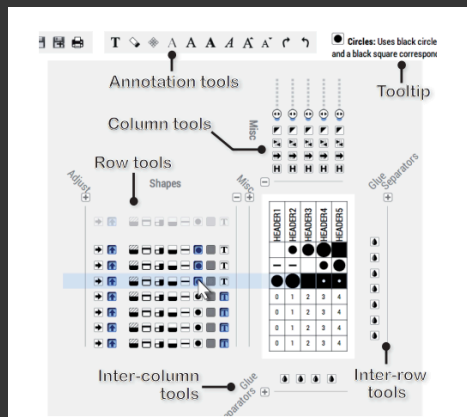 T A A A A A A
Circles: Uses black circle
and a black square correspon
Annotation tools
Tooltip
Column tools
Misc
H H H H H
Row tools
Adjust
Shapes
Misc
Glue
Separators
HEADER1 HEADER2 HEADER3 HEADER4 HEADER5
T
T
T
T
T
0 1 2 3 4
T
0 1 2 3 4
T
0 1 2 3 4
T
0 1 2 3 4
Inter-column
tools
Glue
parators
Inter-row
tools